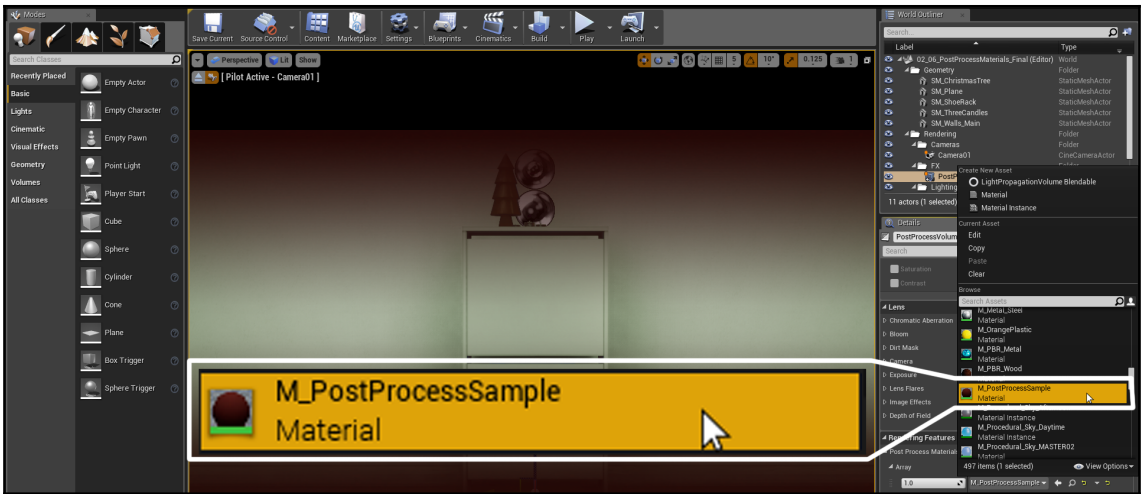 Modes
Save Current
Source Control
Content
Marketplace
Settings
Blueprints
Cinematics
Build
Play
Launch
Search Classes
Recently Placed
Basic
Lights
Cinematic
Visual Effects
Geometry
Volumes
All Classes
Empty Actor
Empty Character
Empty Pawn
Point Light
Player Start
Cube
Sphere
Cylinder
Cone
Plane
Box Trigger
Sphere Trigger
Perspective
Lit
Show
5
10°
0.125
1
[ Pilot Active - Camera01 ]
M_PostProcessSample
Material
World Outliner
Search...
Label
Type
02_06_PostProcessMaterials_Final (Editor)
World
Geometry
Folder
SM_ChristmasTree
StaticMeshActor
SM_Plane
StaticMeshActor
SM_ShoeRack
StaticMeshActor
SM_ThreeCandles
StaticMeshActor
SM_Walls_Main
StaticMeshActor
Rendering
Folder
Cameras
Folder
Camera01
CineCameraActor
FX
Folder
PostP
Lighting
11 actors (1 selected)
Details
PostProcessVolum
Search
Saturation
Contrast
Lens
Chromatic Aberration
Bloom
Dirt Mask
Camera
Exposure
Lens Flares
Image Effects
Depth of Field
Rendering Features
Post Process Material
Array
1.0
M_PostProcessSample
Create New Asset
LightPropagationVolume Blendable
Material
Material Instance
Current Asset
Edit
Copy
Paste
Clear
Browse
Search Assets
M_Metal_Steel
Material
M_OrangePlastic
Material
M_PBR_Metal
Material
M_PBR_Wood
M_PostProcessSample
Material
Material Instance
M_Procedural_Sky_Daytime
Material Instance
M_Procedural_Sky_MASTER02
Material
497 items (1 selected)
View Options